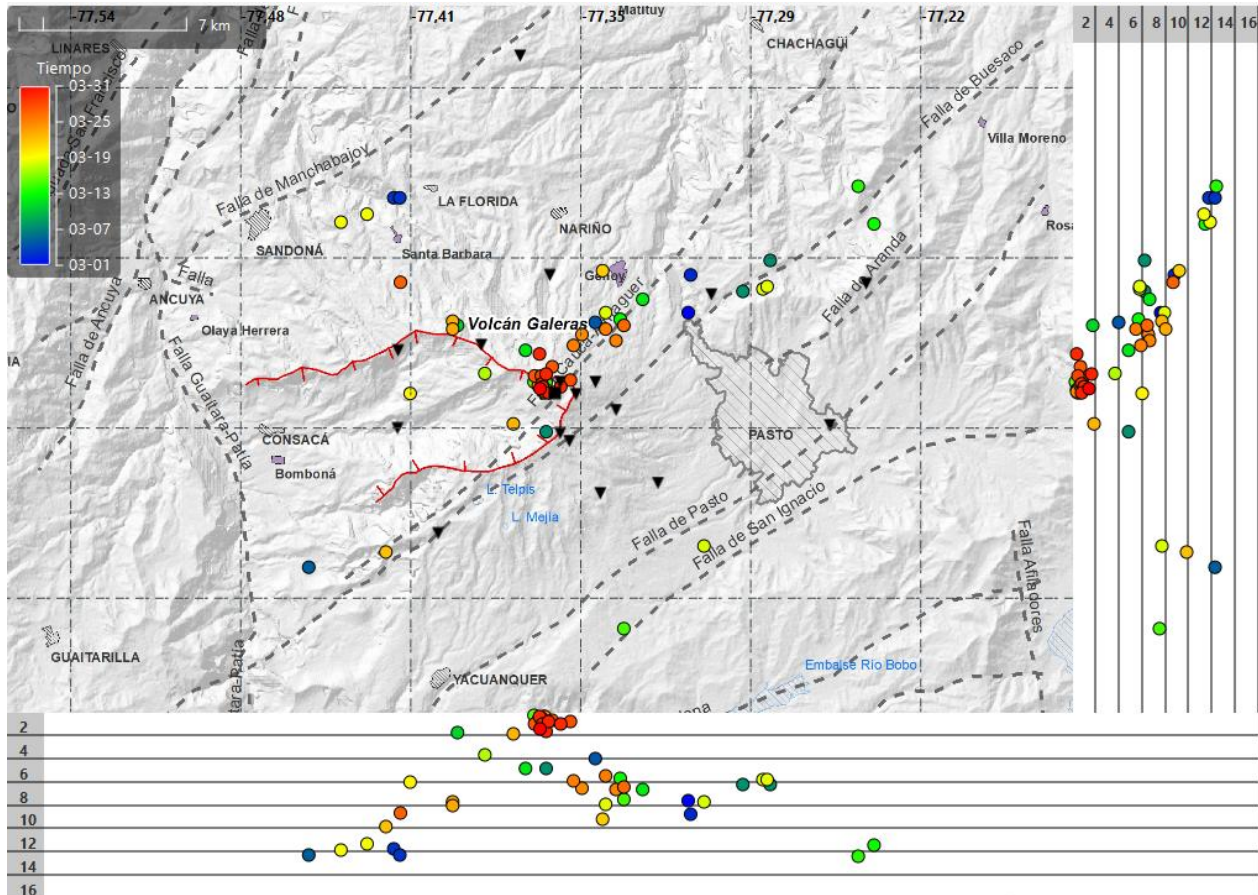 -77,54
-77,48
-77,41
-77,35
-77,29
-77,22
7 km
Matituy
LINARES
CHACHAGÜI
Tiempo
03-31
03-25
03-19
03-13
03-07
03-01
Falla de Buesaco
Villa Moreno
Falla de Manchabajoy
LA FLORIDA
NARIÑO
SANDONÁ
Santa Barbara
Genoy
Falla de Aranda
Falla
ANCUYA
Falla de Ancuya
Olaya Herrera
Volcán Galeras
Falla Guaítara-Patía
CONSACÁ
Bomboná
PASTO
L. Telpis
L. Mejía
Falla de Pasto
Falla de San Ignacio
Falla Afiladores
GUAITARILLA
YACUANQUER
Embalse Río Bobo
tara-Patía
2 4 6 8 10 12 14 16
2
4
6
8
10
12
14
16